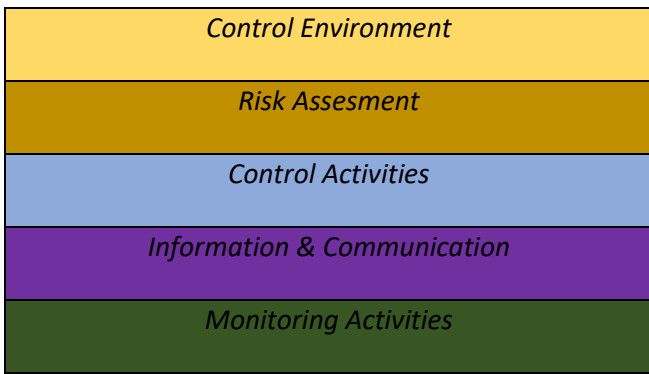 Control Environment
Risk Assesment
Control Activities
Information & Communication
Monitoring Activities